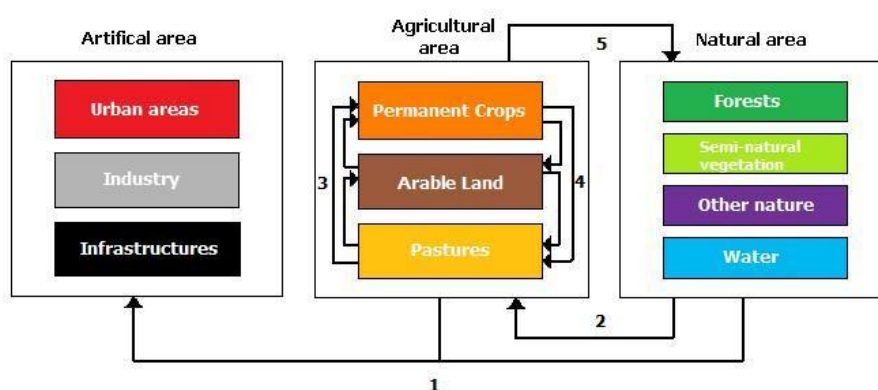 Artifical area
Agricultural
area
5
Natural area
Urban areas
Industry
Infrastructures
Permanent Crops
3
Arable Land
4
Pastures
Forests
Semi-natural
vegetation
Other nature
Water
2
1